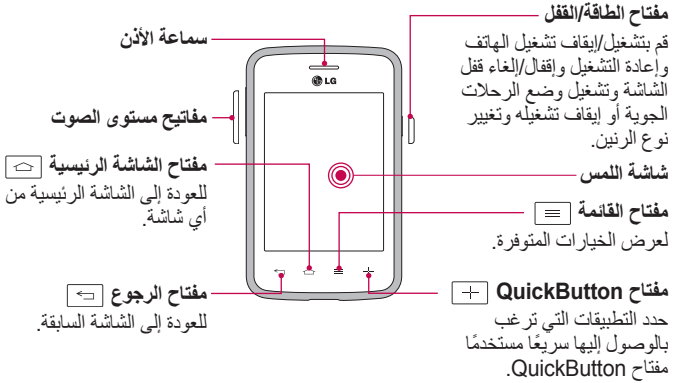 مفتاح الطاقة/القفل
قم بتشغيل/إيقاف تشغيل الهاتف
وإعادة التشغيل وإقفال/إلغاء قفل
الشاشة وتشغيل وضع الرحلات
الجوية أو إيقاف تشغيله وتغيير
نوع الرنين.
شاشة اللمس
مفتاح القائمة
لعرض الخيارات المتوفرة.
مفتاح QuickButton
حدد التطبيقات التي ترغب
بالوصول إليها سريعًا مستخدمًا
مفتاح QuickButton.
LG
سماعة الأذن
مفاتيح مستوى الصوت
مفتاح الشاشة الرئيسية
للعودة إلى الشاشة الرئيسية من
أي شاشة.
مفتاح الرجوع
للعودة إلى الشاشة السابقة.